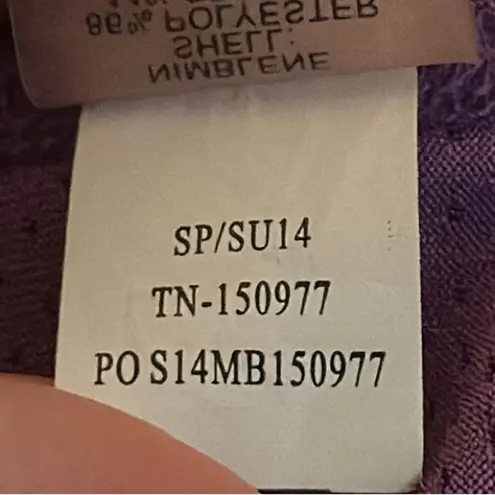 NIMBLENE
SHELL:
86% POLYESTER
SP/SU14
TN-150977
PO S14MB150977